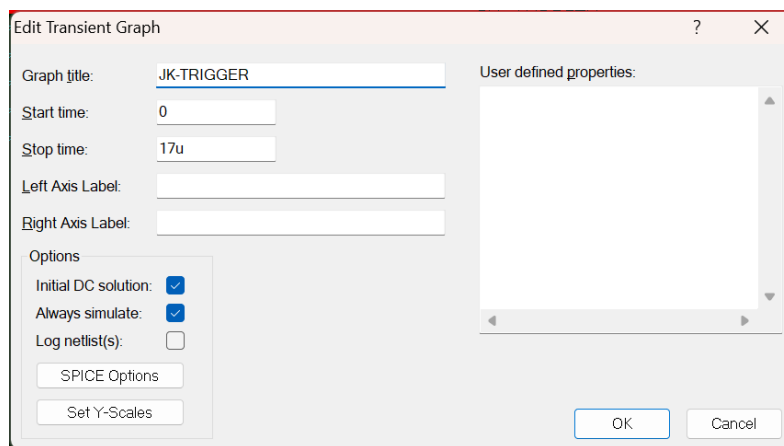 Edit Transient Graph
?
Graph title:
JK-TRIGGER
Start time:
0
Stop time:
17u
Left Axis Label:
Right Axis Label:
Options
Initial DC solution:
Always simulate:
Log netlist(s):
SPICE Options
Set Y-Scales
User defined properties:
OK
Cancel